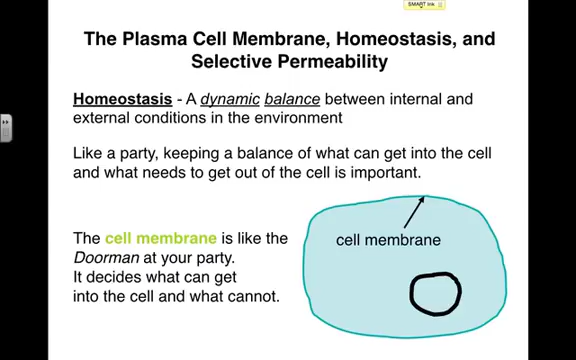 SMART link
The Plasma Cell Membrane, Homeostasis, and
Selective Permeability
Homeostasis - A dynamic balance between internal and
external conditions in the environment
Like a party, keeping a balance of what can get into the cell
and what needs to get out of the cell is important.
The cell membrane is like the
Doorman at your party.
It decides what can get
into the cell and what cannot.
cell membrane